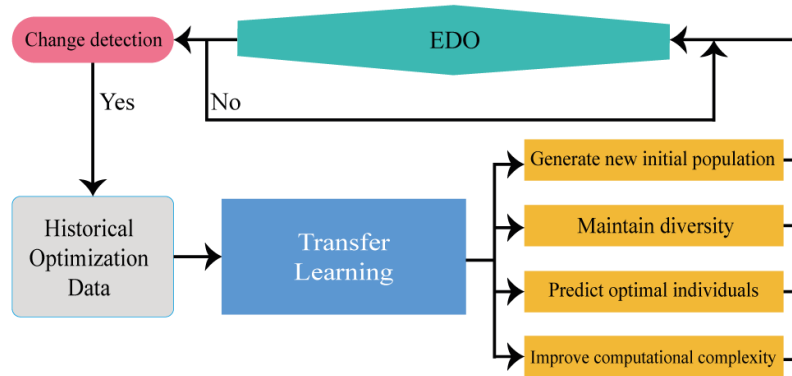 Change detection
EDO
Yes
No
Historical
Optimization
Data
Transfer
Learning
Generate new initial population
Maintain diversity
Predict optimal individuals
Improve computational complexity